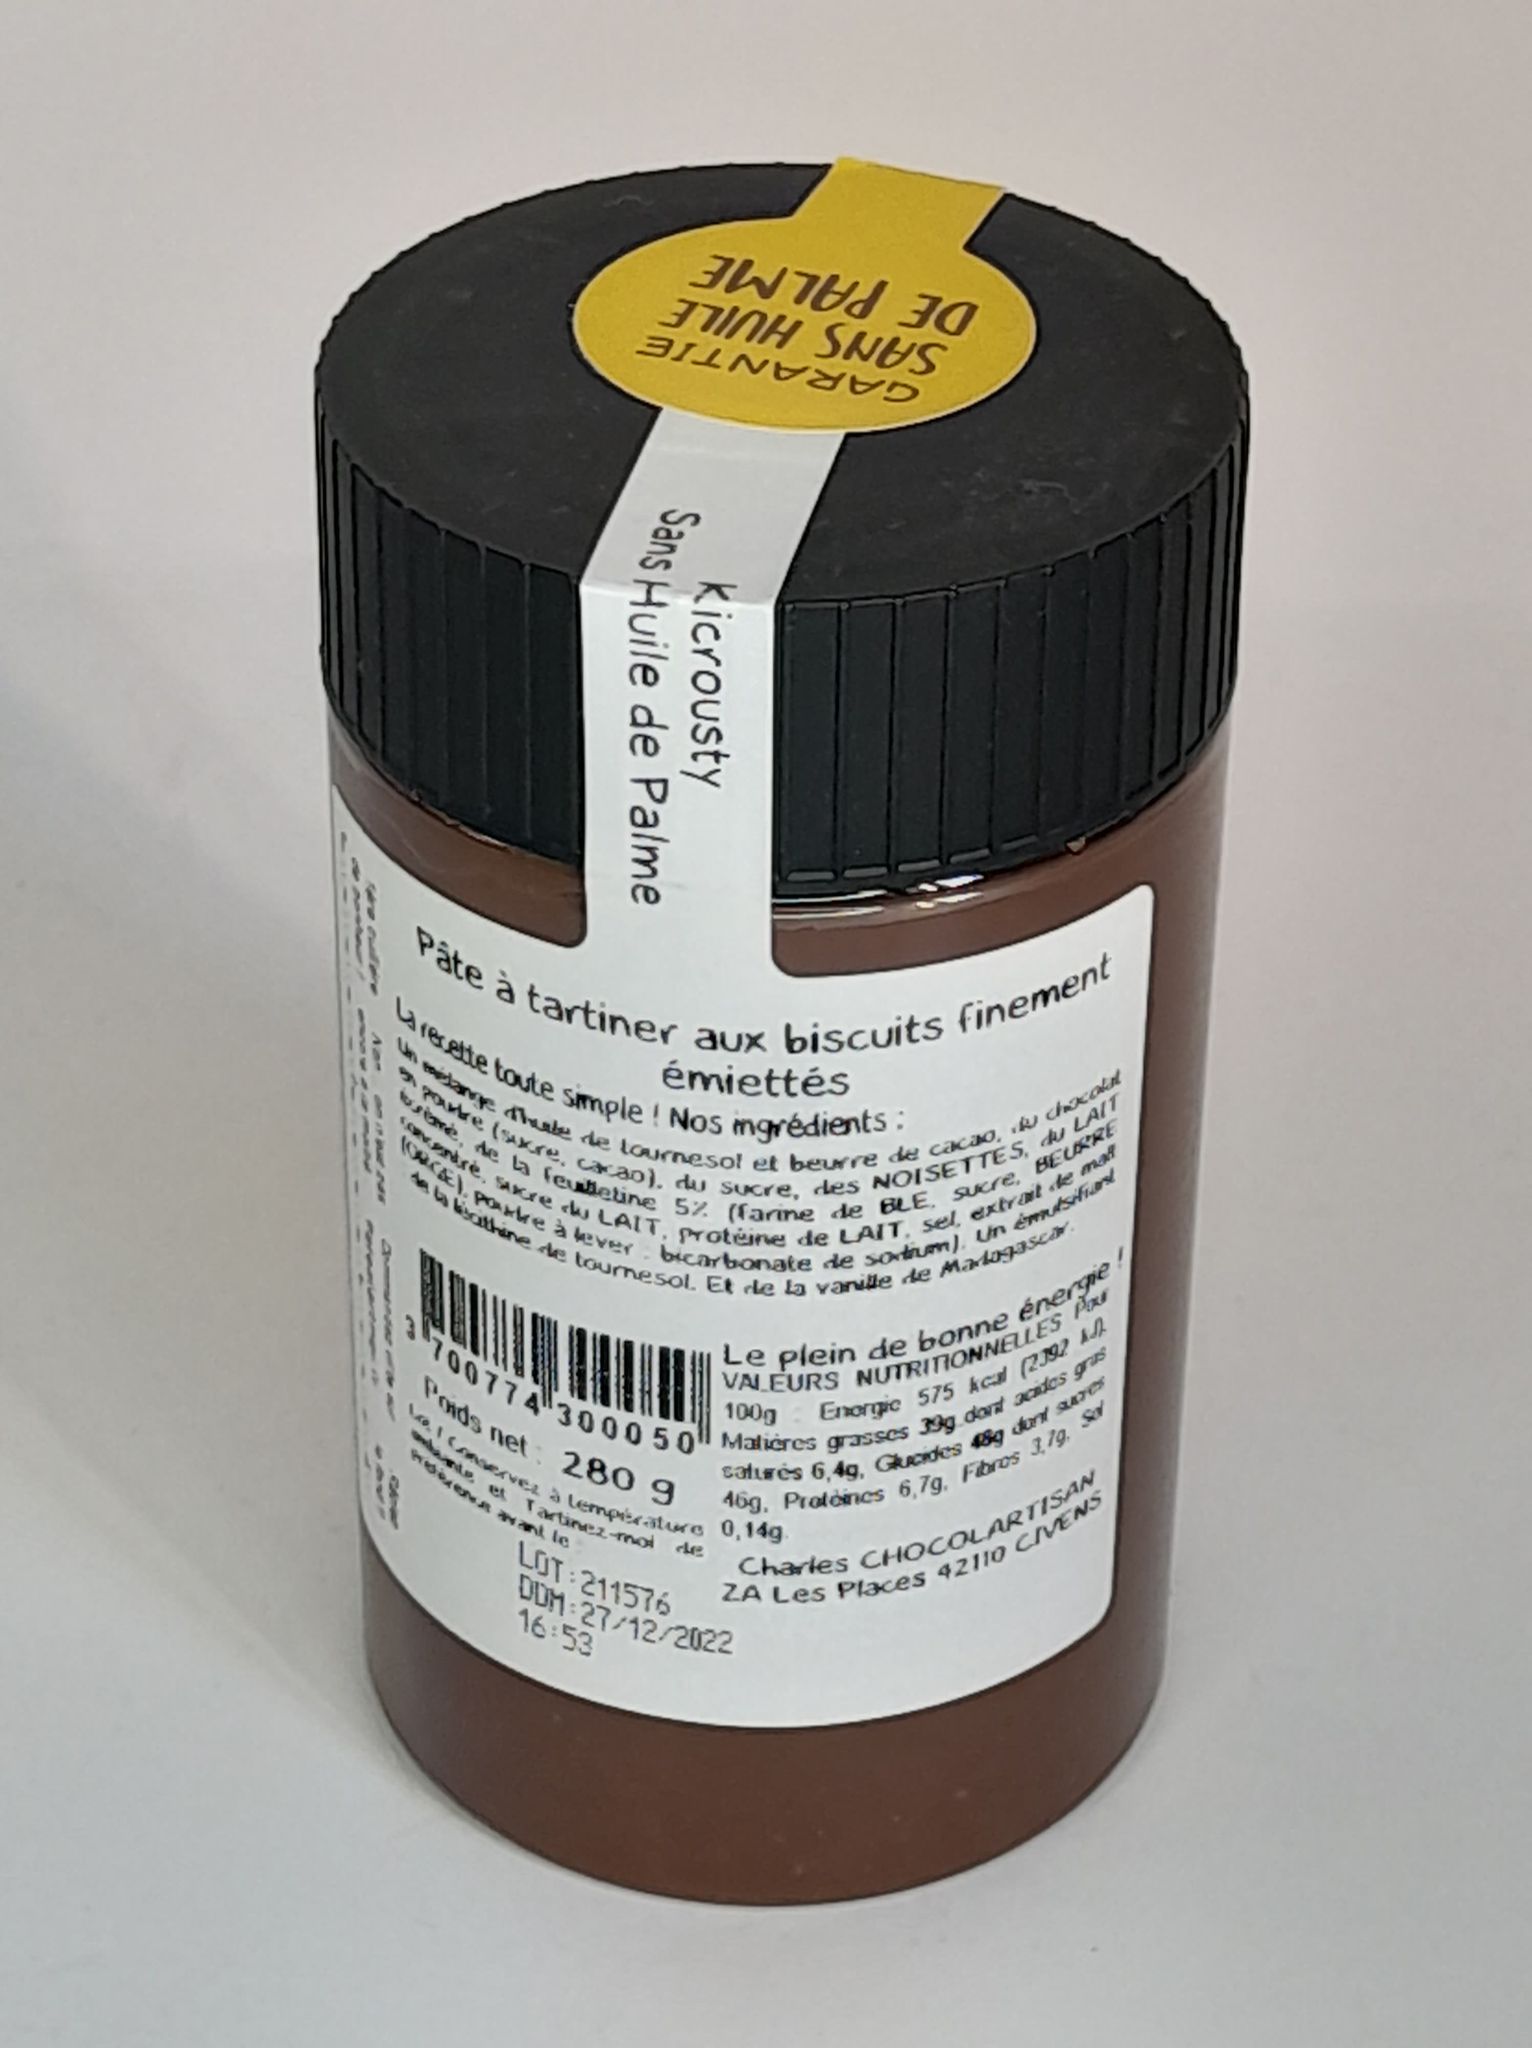 GARANTIE
SANS HUILE
DE PALME
Kicrousty
Sans Huile de Palme
Pâte à tartiner aux biscuits finement
émiettés
La recette toute simple ! Nos ingrédients :
Un mélange d'huile de tournesol et beurre de cacao, du chocolat
en poudre (sucre, cacao), du sucre, des NOISETTES, du LAIT
écrémé, de la feuilletine 5% (farine de BLE, sucre, BEURRE
concentré, sucre du LAIT, protéine de LAIT, sel, extrait de malt
(ORGE), poudre à lever : bicarbonate de sodium). Un émulsifiant
de la lécithine de tournesol. Et de la vanille de Madagascar.
3 700774 300050
Poids net : 280 g
Conservez à température
ambiante et Tartinez-moi de
Préférence avant le
LOT:211576
DDM:27/12/2022
16:53
Le plein de bonne énergie !
VALEURS NUTRITIONNELLES Pour
100g : Energie 575 kcal (2392 kJ).
Matières grasses 39g dont acides gras
saturés 6,4g, Glucides 48g dont sucres
46g, Protéines 6,7g, Fibres 3,7g, Sel
0,14g.
Charles CHOCOLARTISAN
ZA Les Places 42110 CIVENS